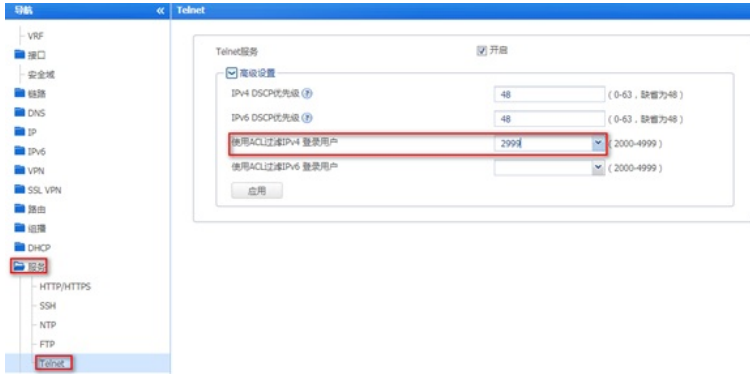 导航 «
VRF
接口
安全域
链路
DNS
IP
IPv6
VPN
SSL VPN
路由
组播
DHCP
服务
HTTP/HTTPS
SSH
NTP
FTP
Telnet
Telnet
Telnet服务 开启
高级设置
IPv4 DSCP优先级 ? 48 (0-63，缺省为48)
IPv6 DSCP优先级 ? 48 (0-63，缺省为48)
使用ACL过滤IPv4 登录用户 2999 (2000-4999)
使用ACL过滤IPv6 登录用户 (2000-4999)
应用